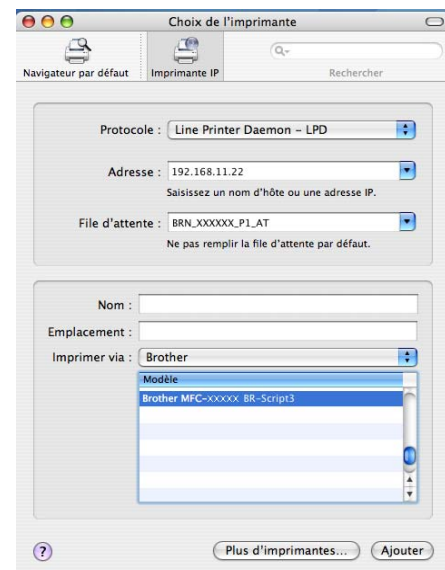 Choix de l'imprimante
Navigateur par défaut
Imprimante IP
Rechercher
Protocole : Line Printer Daemon – LPD
Adresse : 192.168.11.22
Saisissez un nom d'hôte ou une adresse IP.
File d'attente : BRN_XXXXXX_P1_AT
Ne pas remplir la file d'attente par défaut.
Nom :
Emplacement :
Imprimer via : Brother
Modèle
Brother MFC-XXXXX BR-Script3
?
Plus d'imprimantes...
Ajouter